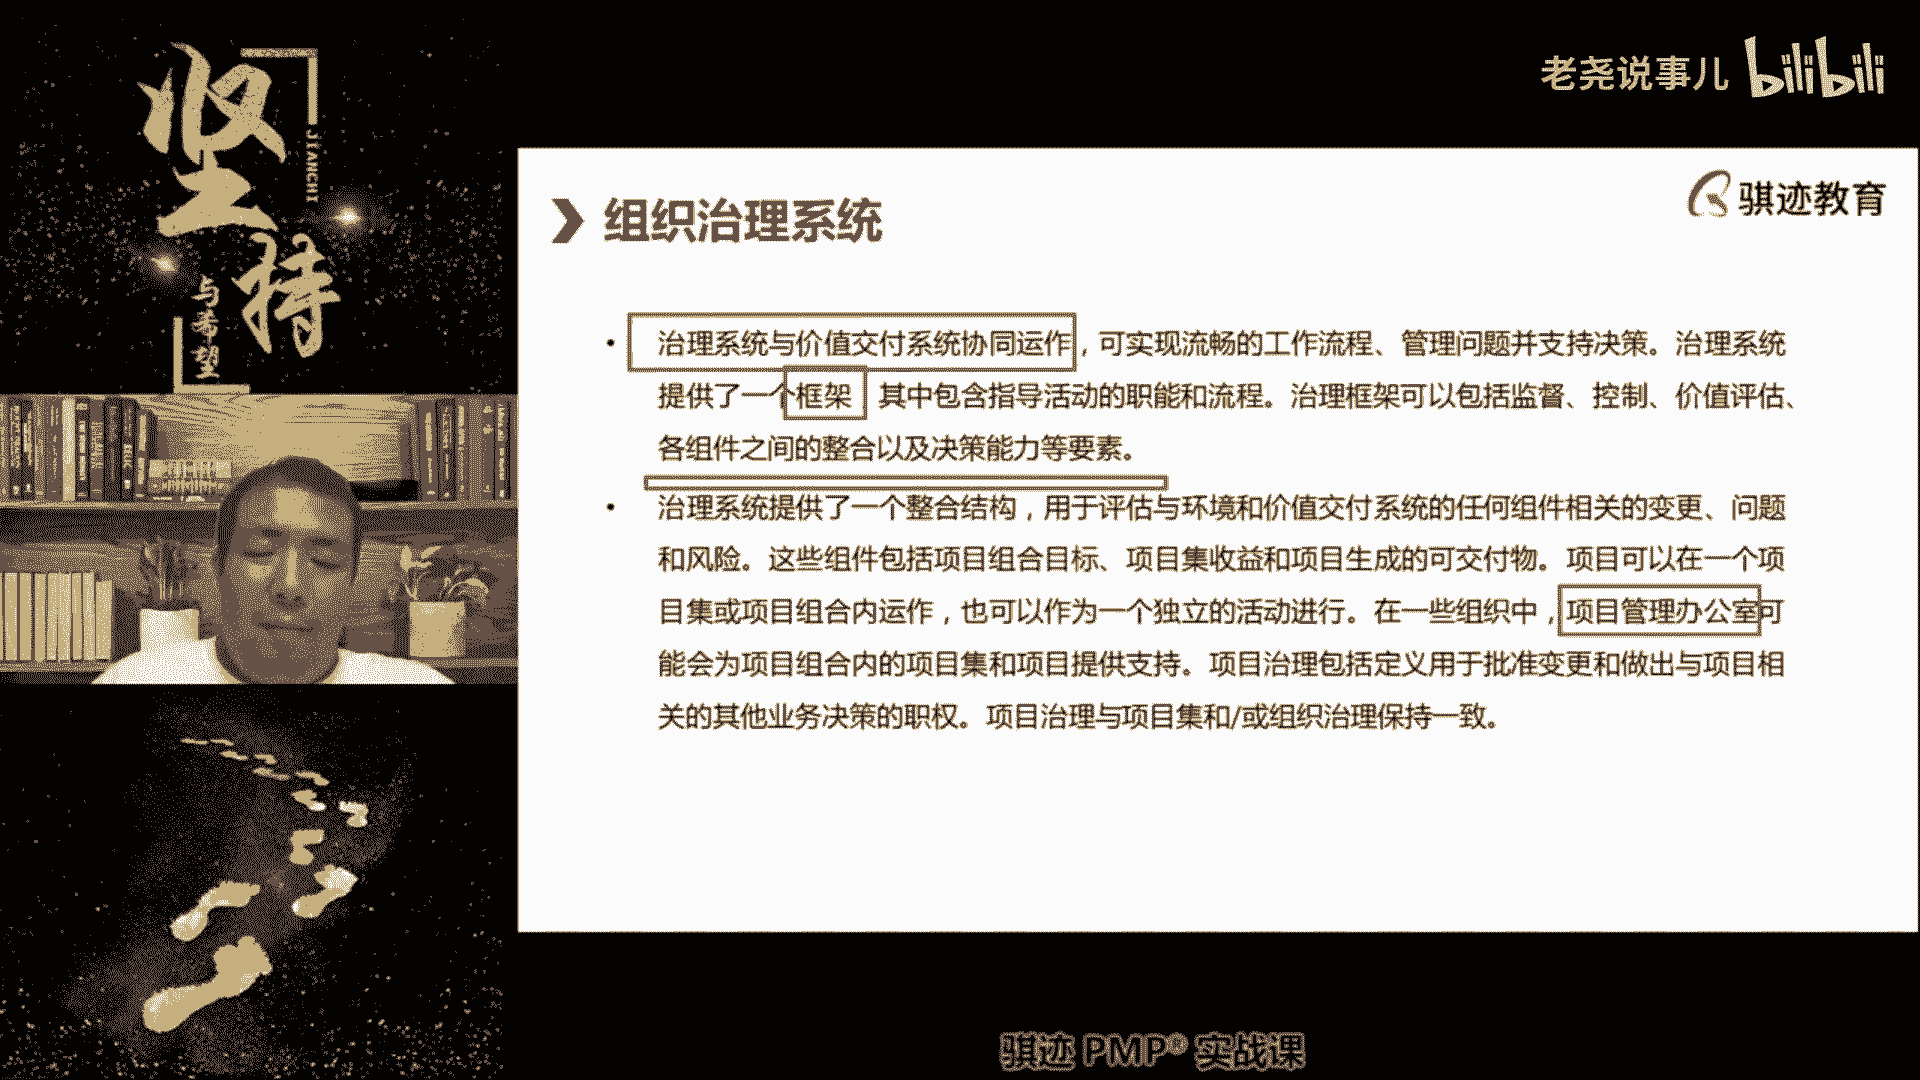 坚持
JIANCHI
与希望
老尧说事儿 bilibili
骐迹教育
组织治理系统
• 治理系统与价值交付系统协同运作，可实现流畅的工作流程、管理问题并支持决策。治理系统
提供了一个框架 其中包含指导活动的职能和流程。治理框架可以包括监督、控制、价值评估、
各组件之间的整合以及决策能力等要素。
• 治理系统提供了一个整合结构，用于评估与环境和价值交付系统的任何组件相关的变更、问题
和风险。这些组件包括项目组合目标、项目集收益和项目生成的可交付物。项目可以在一个项
目集或项目组合内运作，也可以作为一个独立的活动进行。在一些组织中，项目管理办公室可
能会为项目组合内的项目集和项目提供支持。项目治理包括定义用于批准变更和做出与项目相
关的其他业务决策的职权。项目治理与项目集和/或组织治理保持一致。
骐迹 PMP® 实战课